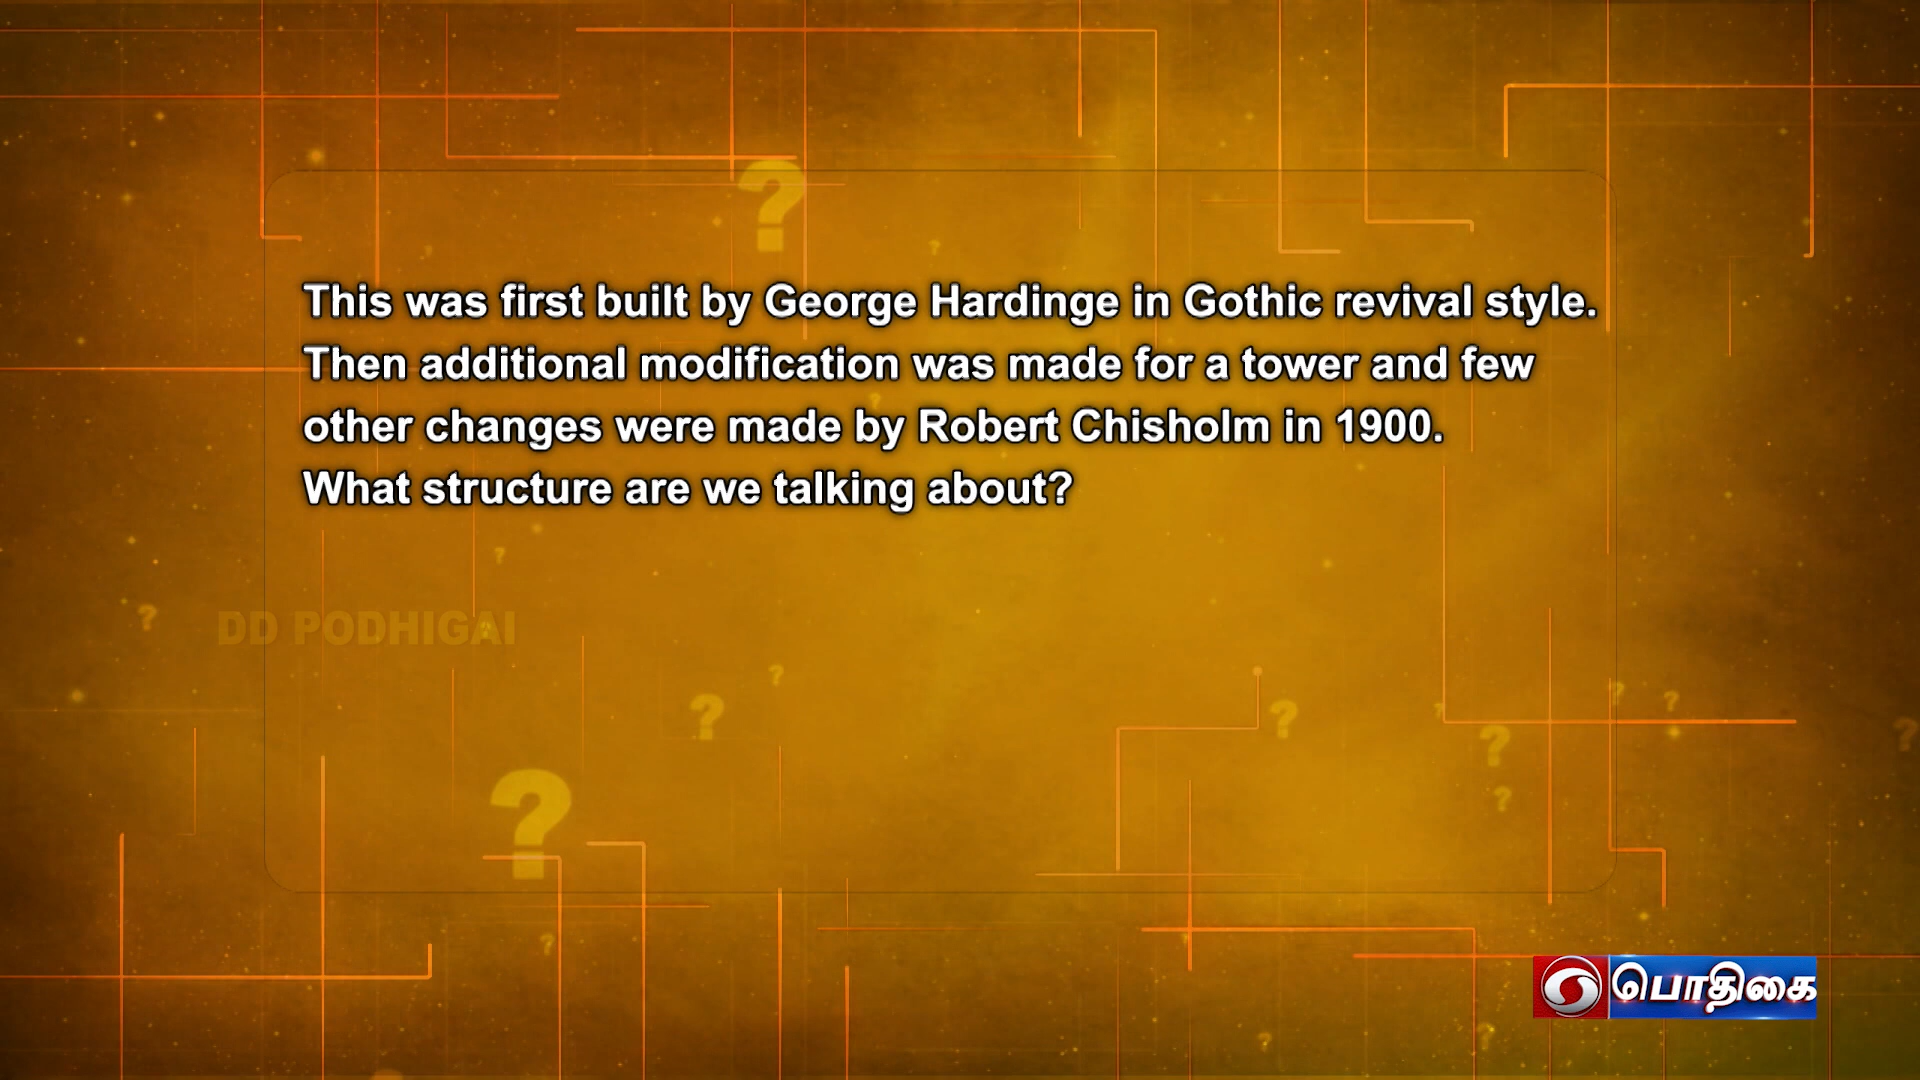 This was first built by George Hardinge in Gothic revival style.
Then additional modification was made for a tower and few
other changes were made by Robert Chisholm in 1900.
What structure are we talking about?
DD PODHIGAI
பொதிகை